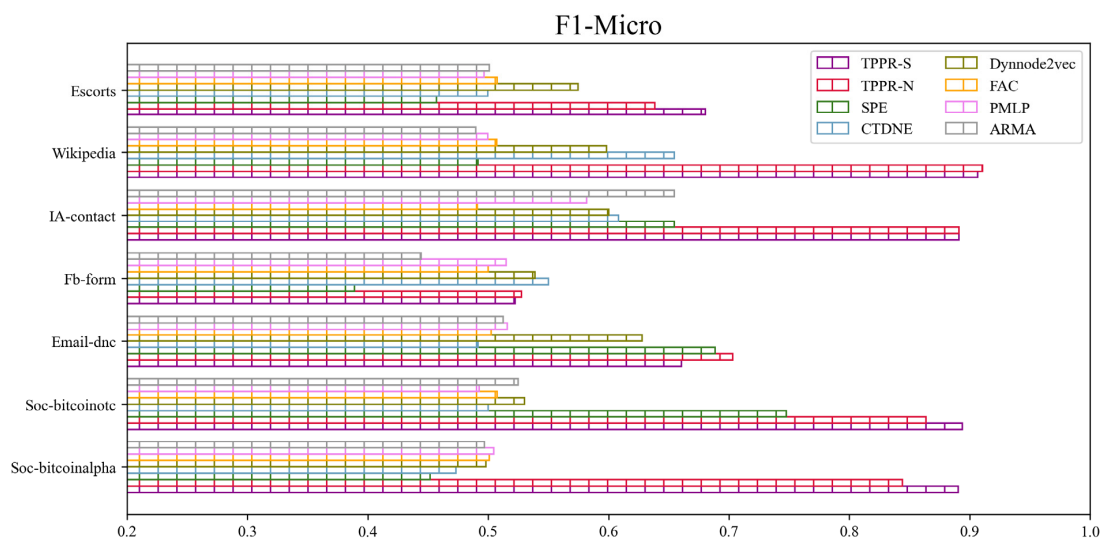 F1-Micro
TPPR-S
TPPR-N
SPE
CTDNE
Dynnode2vec
FAC
PMLP
ARMA
Escorts
Wikipedia
IA-contact
Fb-form
Email-dnc
Soc-bitcoinotc
Soc-bitcoinalpha
0.2 0.3 0.4 0.5 0.6 0.7 0.8 0.9 1.0